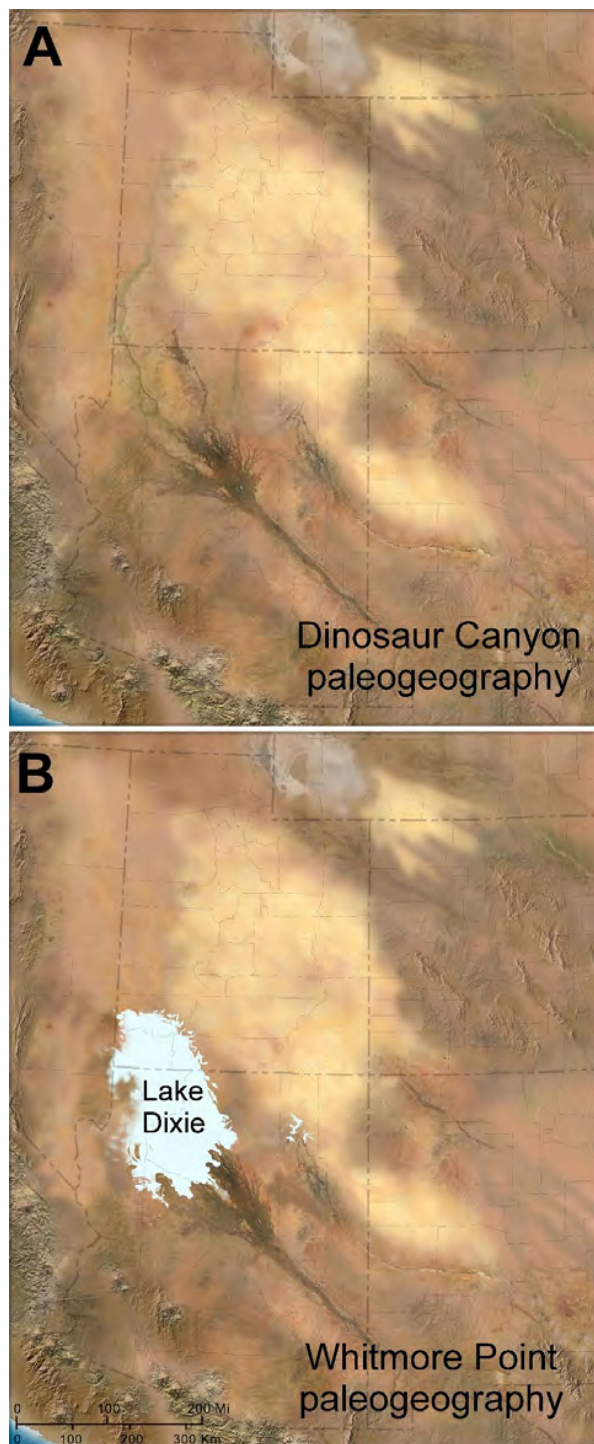 A
Dinosaur Canyon
paleogeography
B
Lake
Dixie
Whitmore Point
paleogeography
0 100 200 Mi
0 100 200 300 Km